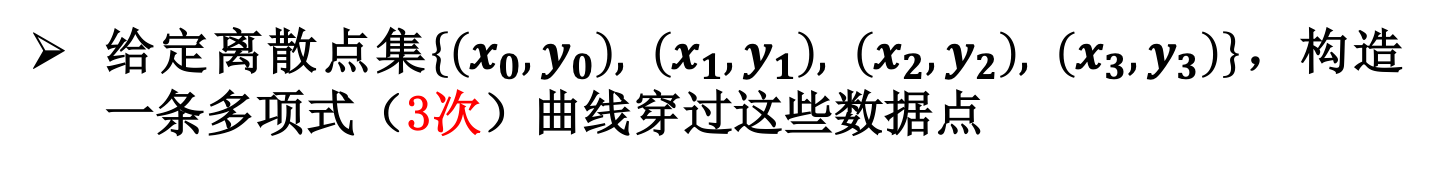 ➢ 给定离散点集{(x₀, y₀), (x₁, y₁), (x₂, y₂), (x₃, y₃)}，构造
一条多项式（3次）曲线穿过这些数据点